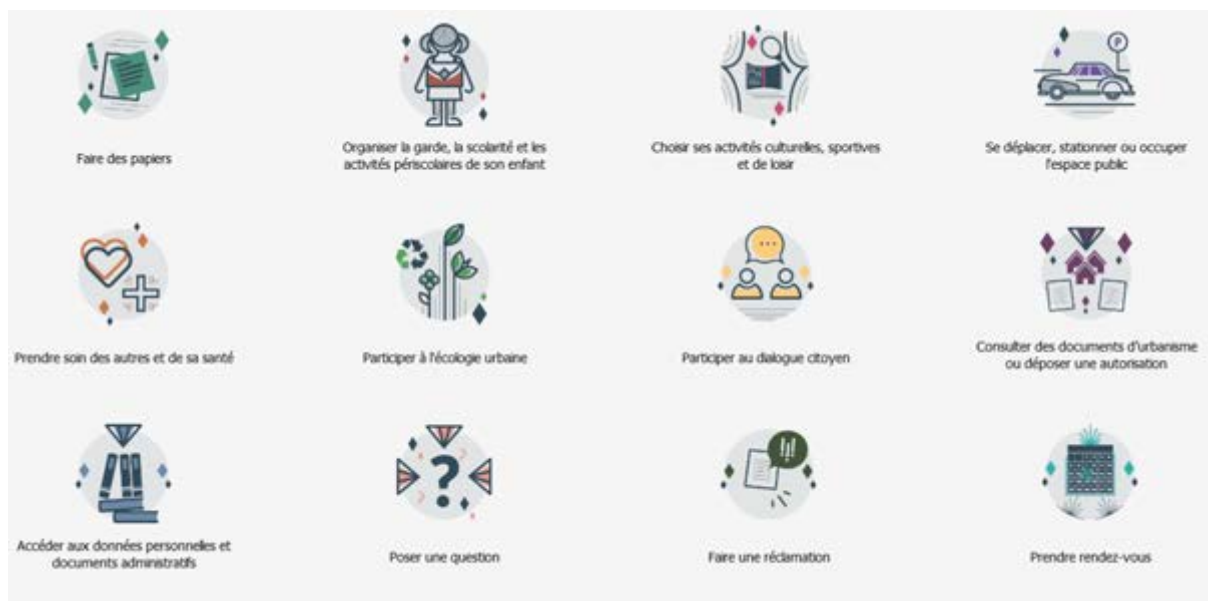 Faire des papiers
Organiser la garde, la scolarité et les
activités périscolaires de son enfant
Choisir ses activités culturelles, sportives
et de loisir
P
Se déplacer, stationner ou occuper
l'espace public
Prendre soin des autres et de sa santé
Participer à l'écologie urbaine
Participer au dialogue citoyen
Consulter des documents d'urbanisme
ou déposer une autorisation
Accéder aux données personnelles et
documents administratifs
?
Poser une question
!!!
Faire une réclamation
Prendre rendez-vous